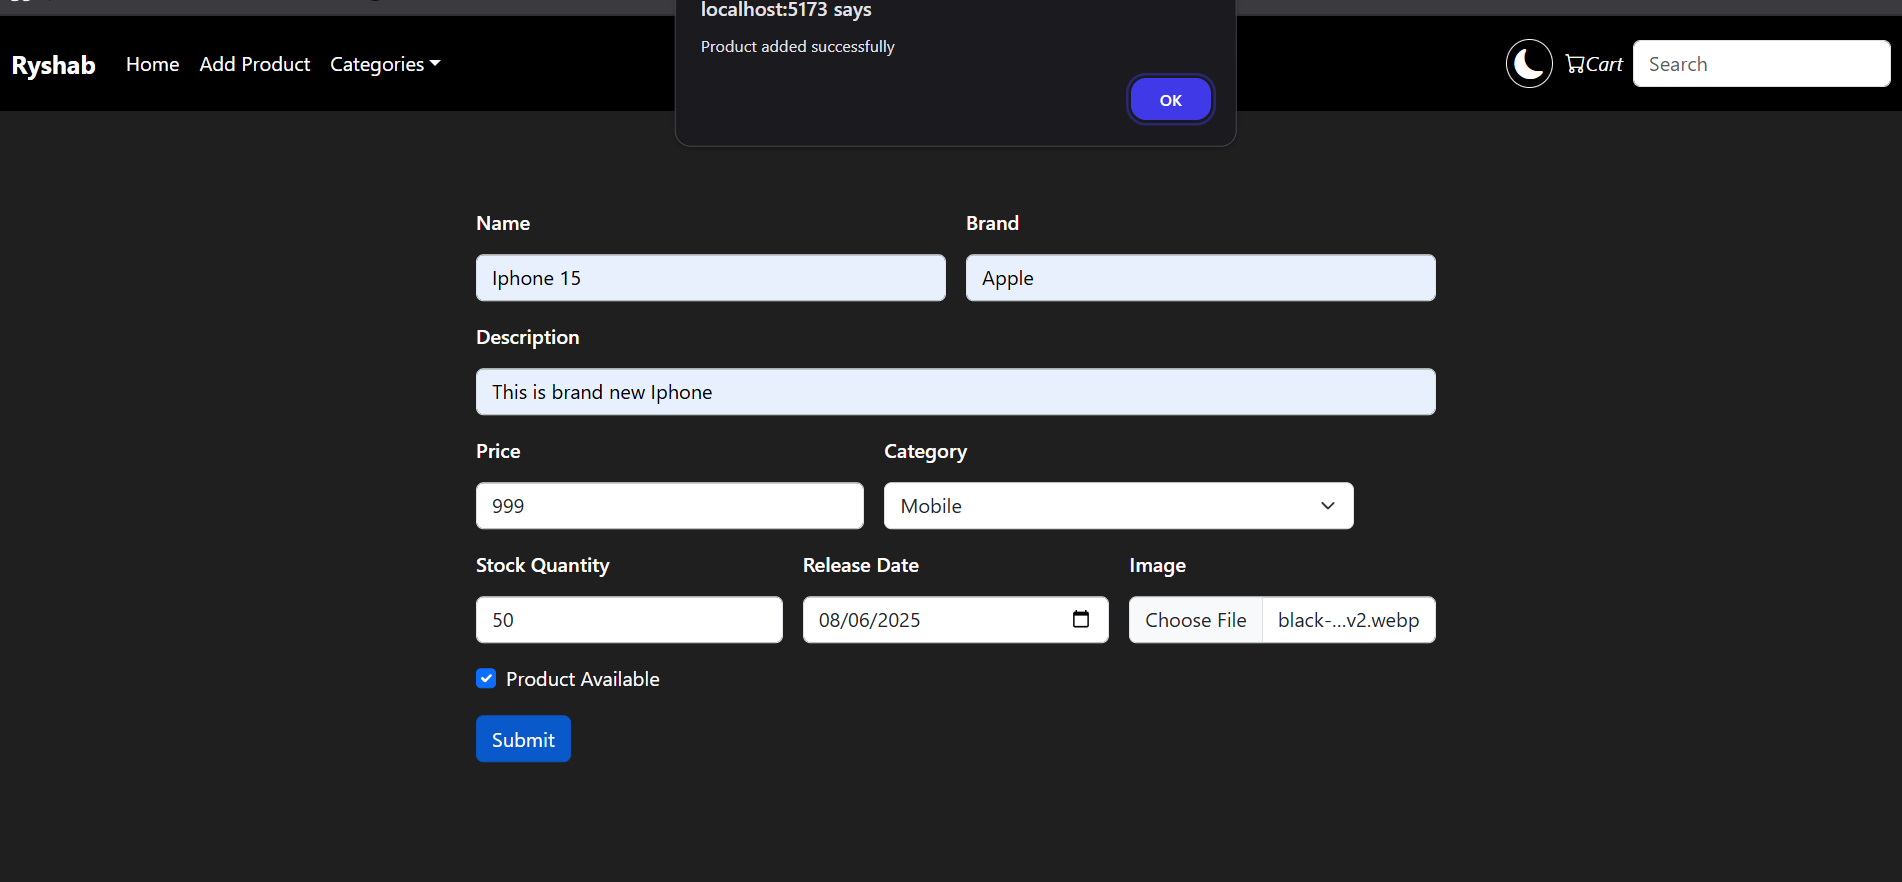 localhost:5173 says
Product added successfully
OK
Ryshab Home Add Product Categories Cart Search
Name Brand
Iphone 15 Apple
Description
This is brand new Iphone
Price Category
999 Mobile
Stock Quantity Release Date Image
50 08/06/2025 Choose File black-...v2.webp
Product Available
Submit